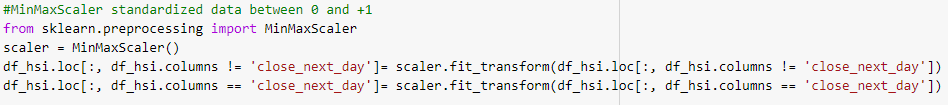 #MinMaxScaler standardized data between 0 and +1
from sklearn.preprocessing import MinMaxScaler
scaler = MinMaxScaler()
df_hsi.loc[:, df_hsi.columns != 'close_next_day']= scaler.fit_transform(df_hsi.loc[:, df_hsi.columns != 'close_next_day'])
df_hsi.loc[:, df_hsi.columns == 'close_next_day']= scaler.fit_transform(df_hsi.loc[:, df_hsi.columns == 'close_next_day'])